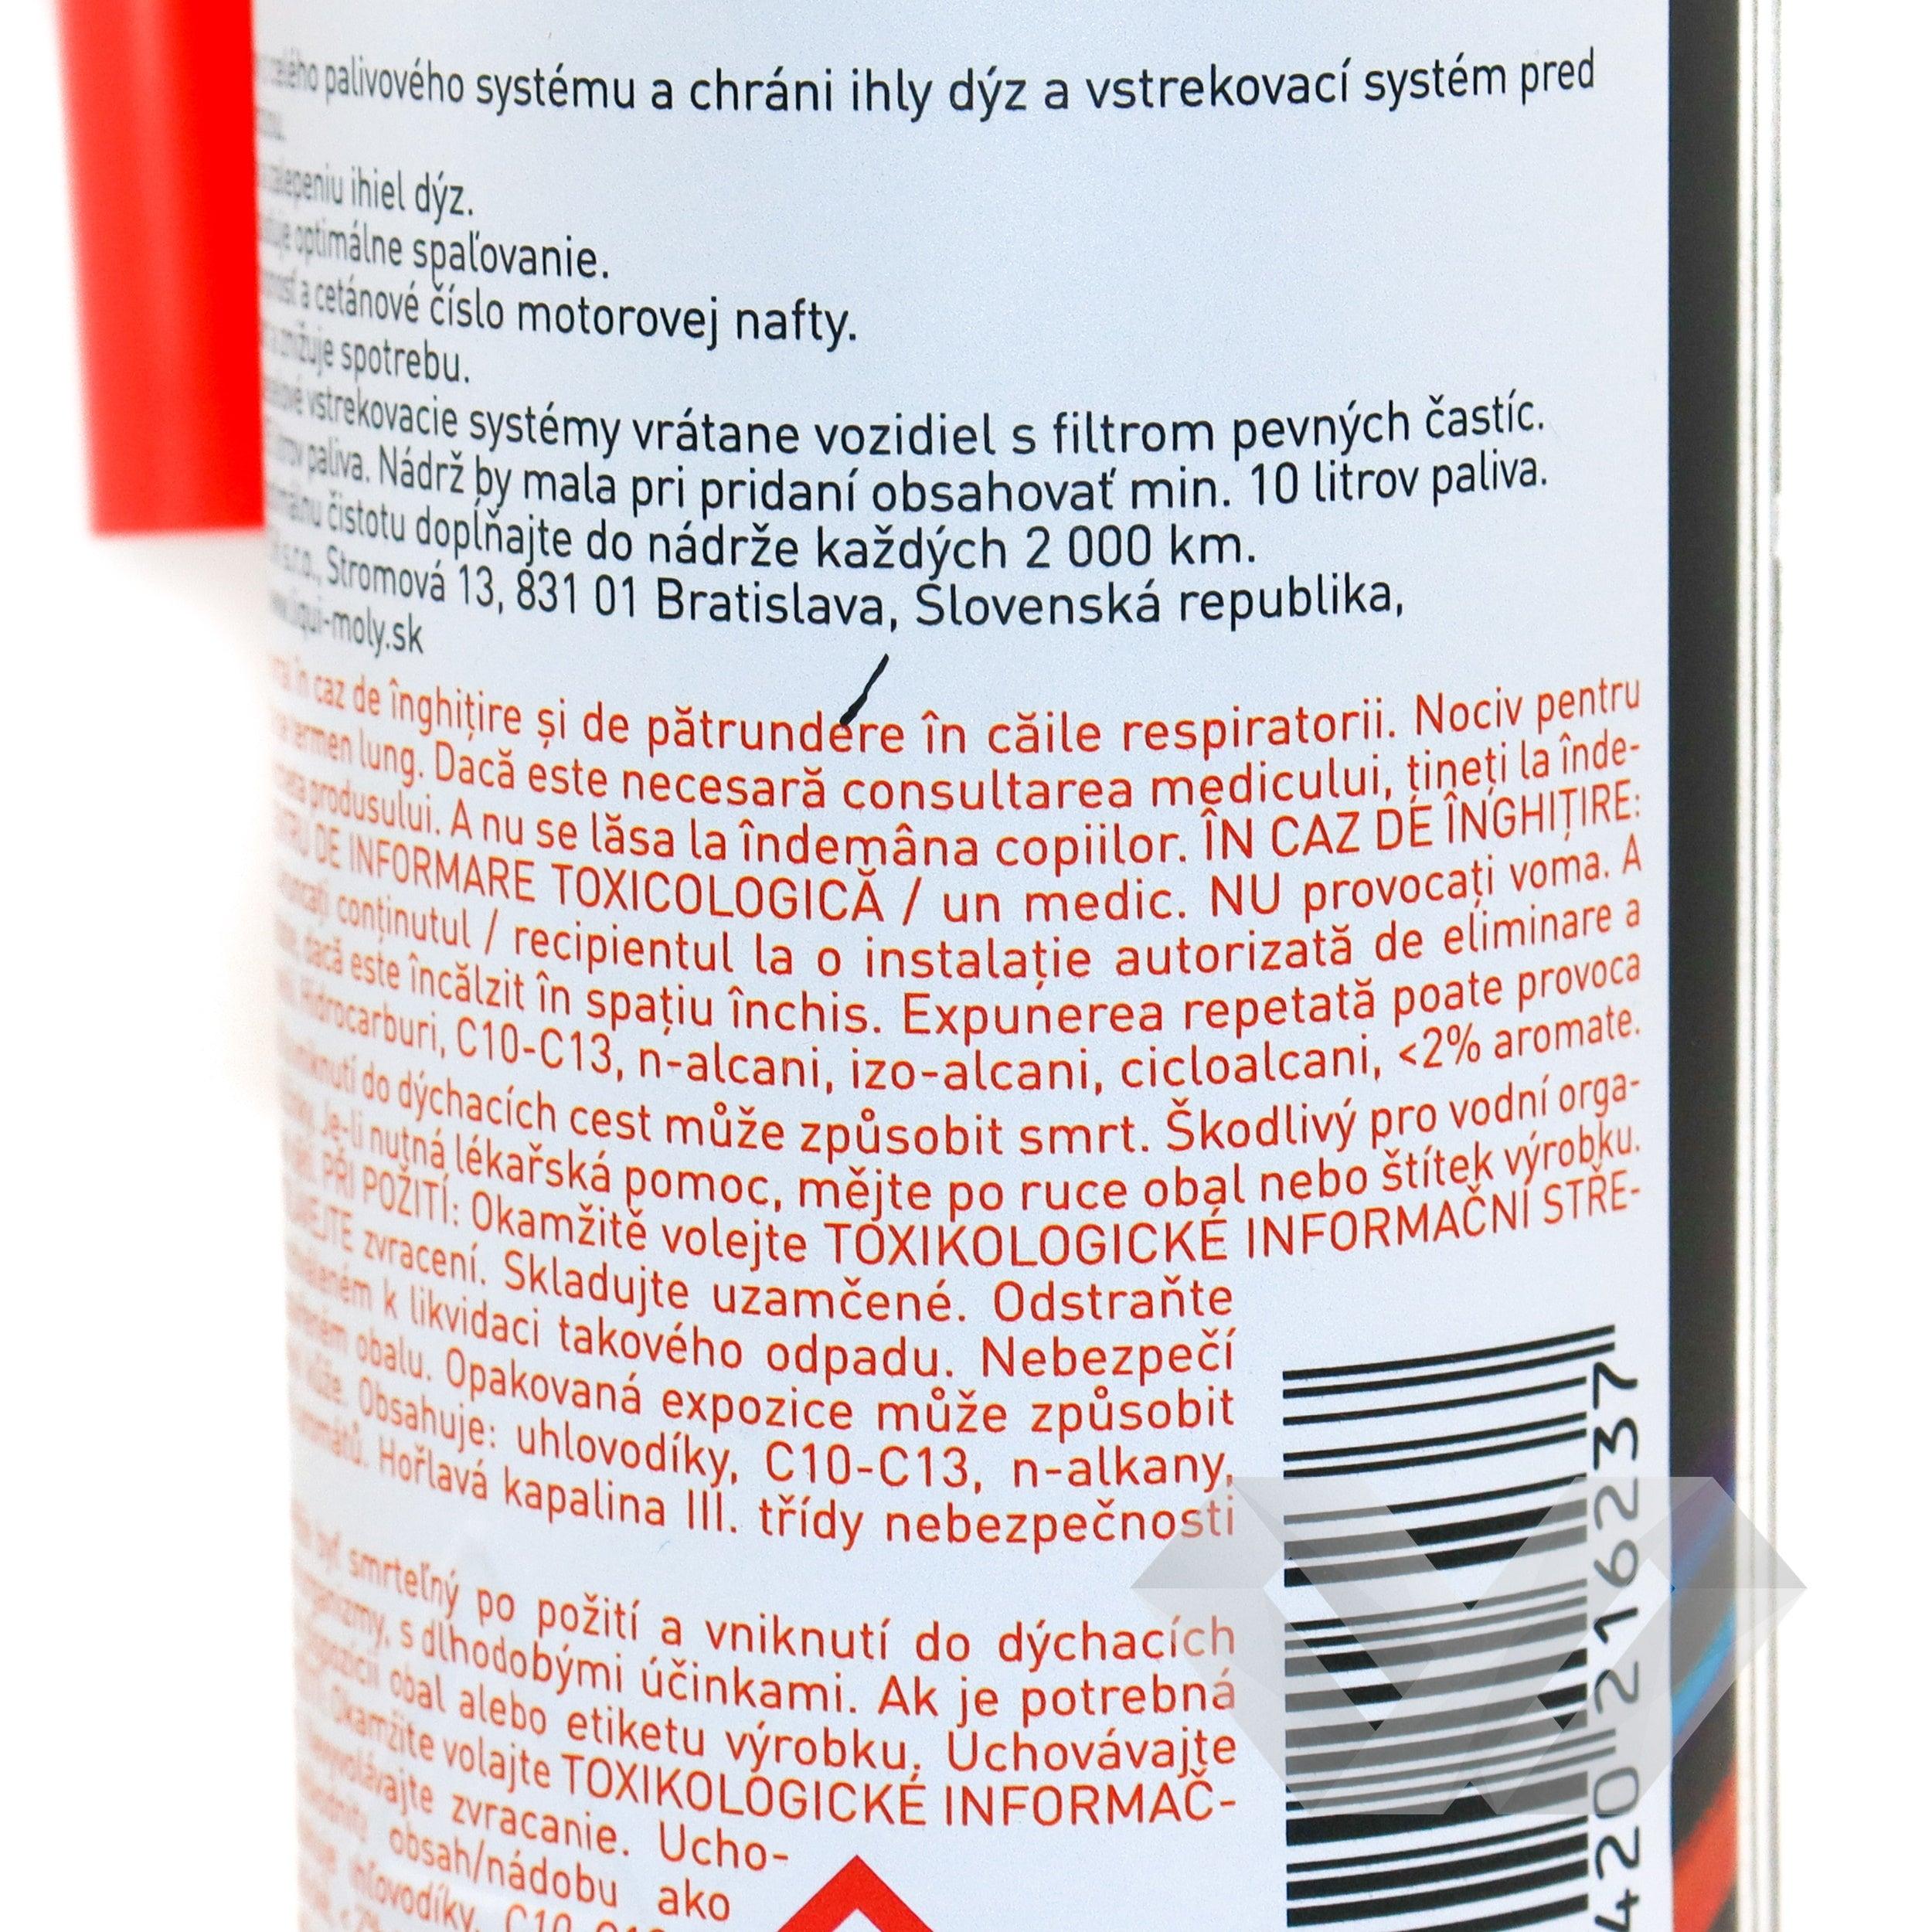 palivového systému a chráni ihly dýz a vstrekovací systém pred
ihiel dýz.
optimálne spaľovanie.
a cetánové číslo motorovej nafty.
znižuje spotrebu.
vstrekovacie systémy vrátane vozidiel s filtrom pevných častíc.
paliva. Nádrž by mala pri pridaní obsahovať min. 10 litrov paliva.
čistotu dopĺňajte do nádrže každých 2 000 km.
s.r.o., Stromová 13, 831 01 Bratislava, Slovenská republika,
www.liqui-moly.sk
în caz de înghițire și de pătrundere în căile respiratorii. Nociv pentru
termen lung. Dacă este necesară consultarea medicului, țineți la înde-
produsului. A nu se lăsa la îndemâna copiilor. ÎN CAZ DE ÎNGHIȚIRE:
DE INFORMARE TOXICOLOGICĂ / un medic. NU provocați voma. A
conținutul / recipientul la o instalație autorizată de eliminare a
dacă este încălzit în spațiu închis. Expunerea repetată poate provoca
Hidrocarburi, C10-C13, n-alcani, izo-alcani, cicloalcani, <2% aromate.
do dýchacích cest může způsobit smrt. Škodlivý pro vodní orga-
Je-li nutná lékařská pomoc, mějte po ruce obal nebo štítek výrobku.
PŘI POŽITÍ: Okamžitě volejte TOXIKOLOGICKÉ INFORMAČNÍ STŘE-
zvracení. Skladujte uzamčené. Odstraňte
k likvidaci takového odpadu. Nebezpečí
obalu. Opakovaná expozice může způsobit
kůže. Obsahuje: uhlovodíky, C10-C13, n-alkany,
Hořlavá kapalina III. třídy nebezpečnosti
byť smrteľný po požití a vniknutí do dýchacích
s dlhodobými účinkami. Ak je potrebná
obal alebo etiketu výrobku. Uchovávajte
Okamžite volajte TOXIKOLOGICKÉ INFORMAČ-
zvracanie. Ucho-
obsah/nádobu ako
uhľovodíky, C10
420 216237